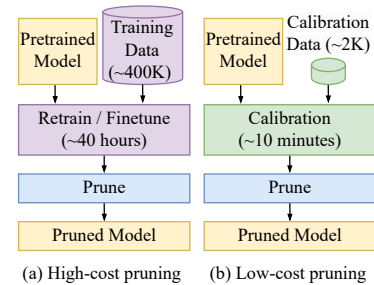 Pretrained
Model
Training
Data
(~400K)
Retrain / Finetune
(~40 hours)
Prune
Pruned Model
(a) High-cost pruning
Pretrained
Model
Calibration
Data (~2K)
Calibration
(~10 minutes)
Prune
Pruned Model
(b) Low-cost pruning